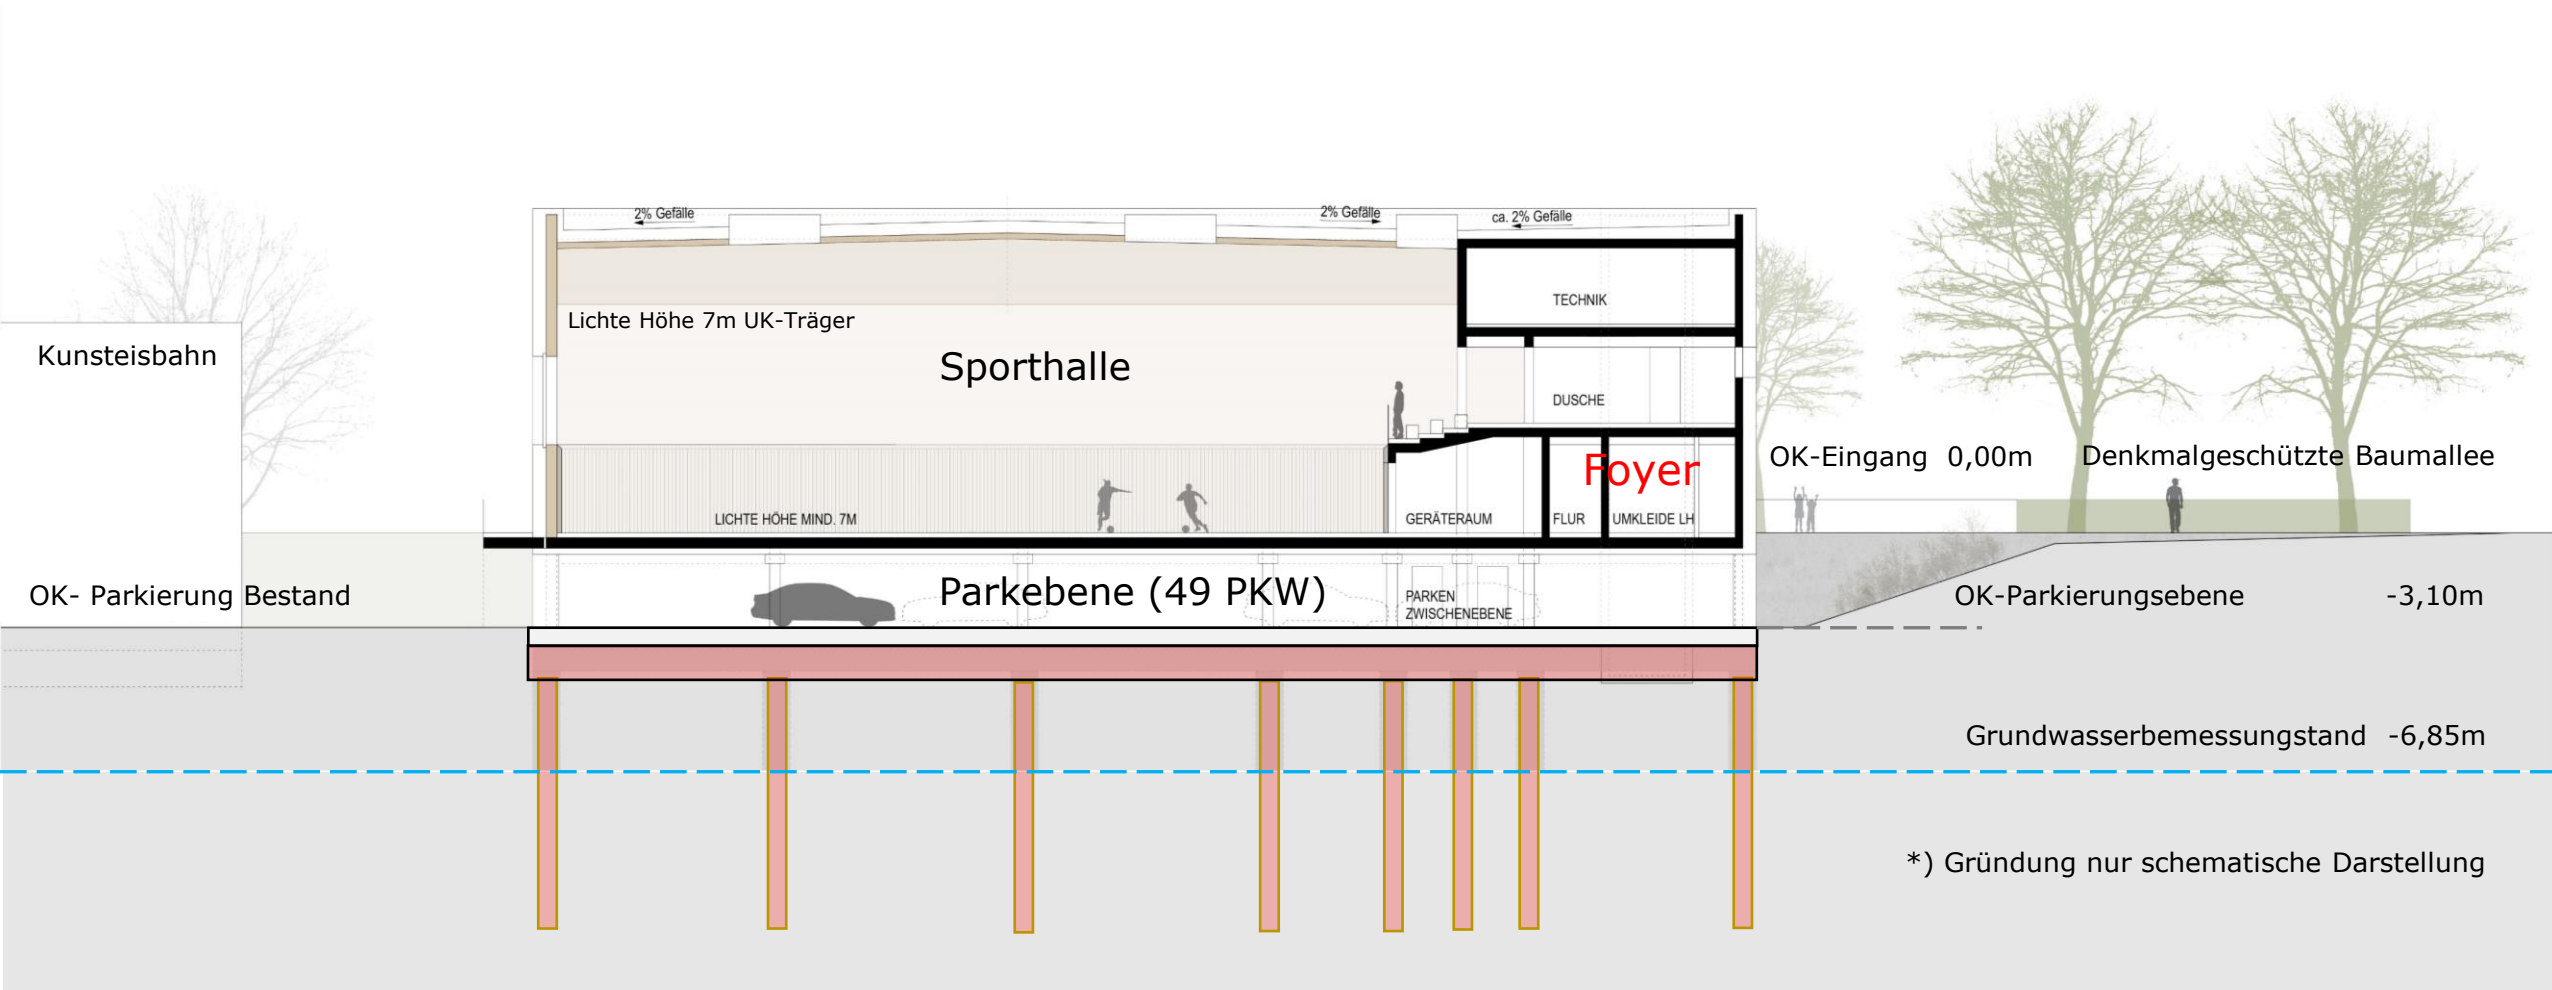 2% Gefälle
2% Gefälle
ca. 2% Gefälle
TECHNIK
Lichte Höhe 7m UK-Träger
Kunsteisbahn
Sporthalle
DUSCHE
OK-Eingang 0,00m
Denkmalgeschützte Baumallee
Foyer
LICHTE HÖHE MIND. 7M
GERÄTERAUM
FLUR
UMKLEIDE LH
OK- Parkierung Bestand
Parkebene (49 PKW)
PARKEN
ZWISCHENEBENE
OK-Parkierungsebene -3,10m
Grundwasserbemessungstand -6,85m
*) Gründung nur schematische Darstellung